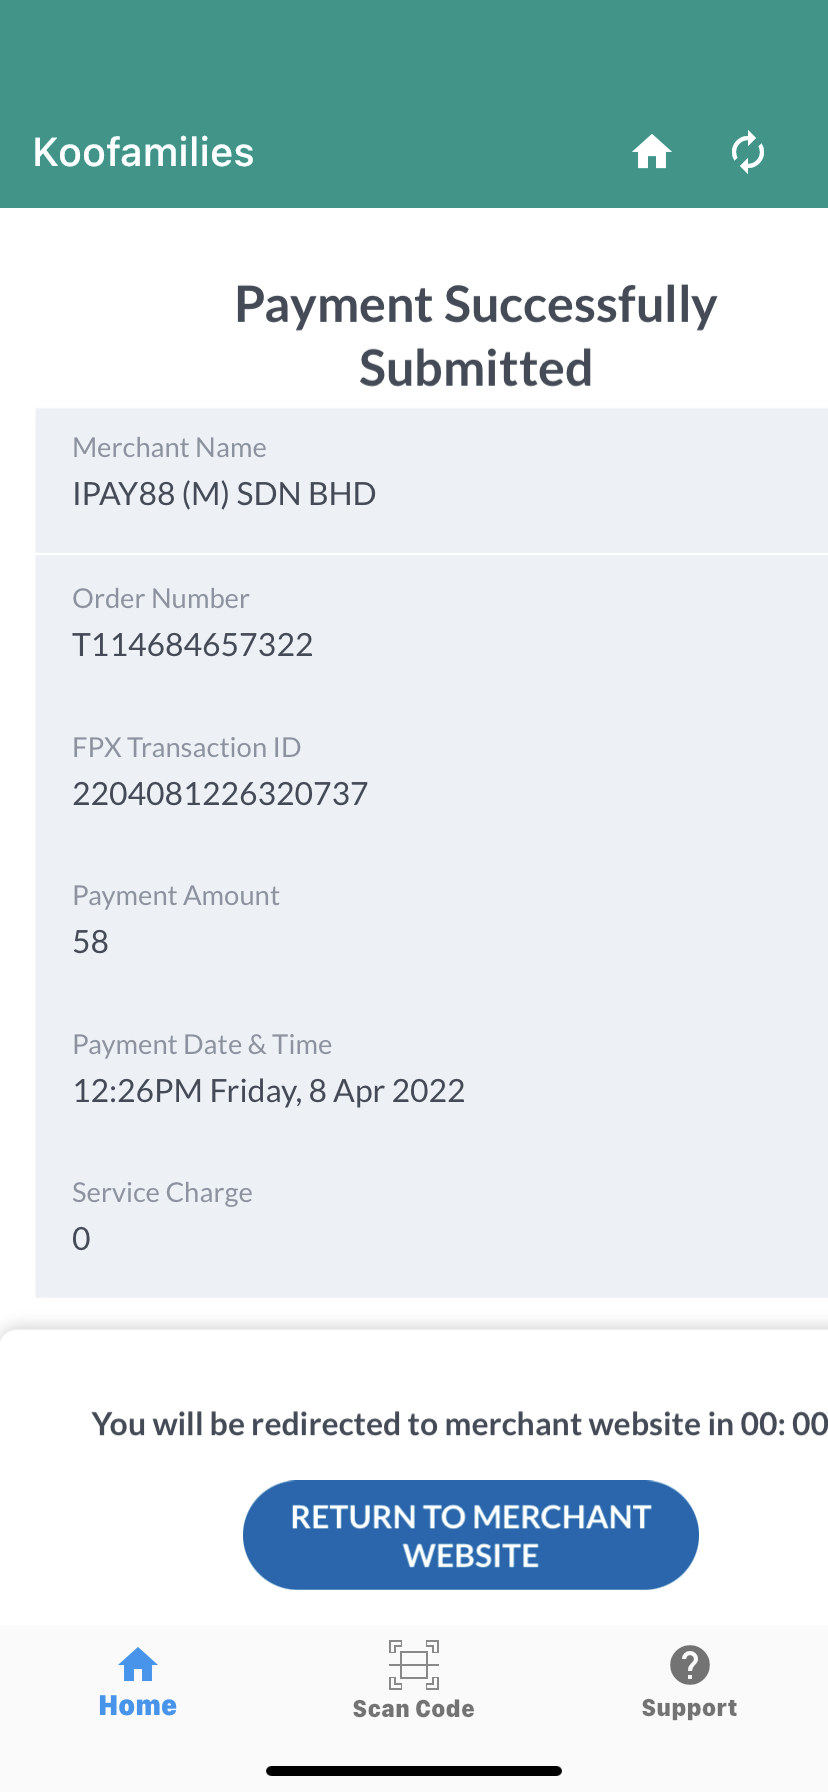 Koofamilies
Payment Successfully
Submitted
Merchant Name
IPAY88 (M) SDN BHD
Order Number
T114684657322
FPX Transaction ID
2204081226320737
Payment Amount
58
Payment Date & Time
12:26PM Friday, 8 Apr 2022
Service Charge
0
You will be redirected to merchant website in 00: 00
RETURN TO MERCHANT
WEBSITE
Home
Scan Code
Support